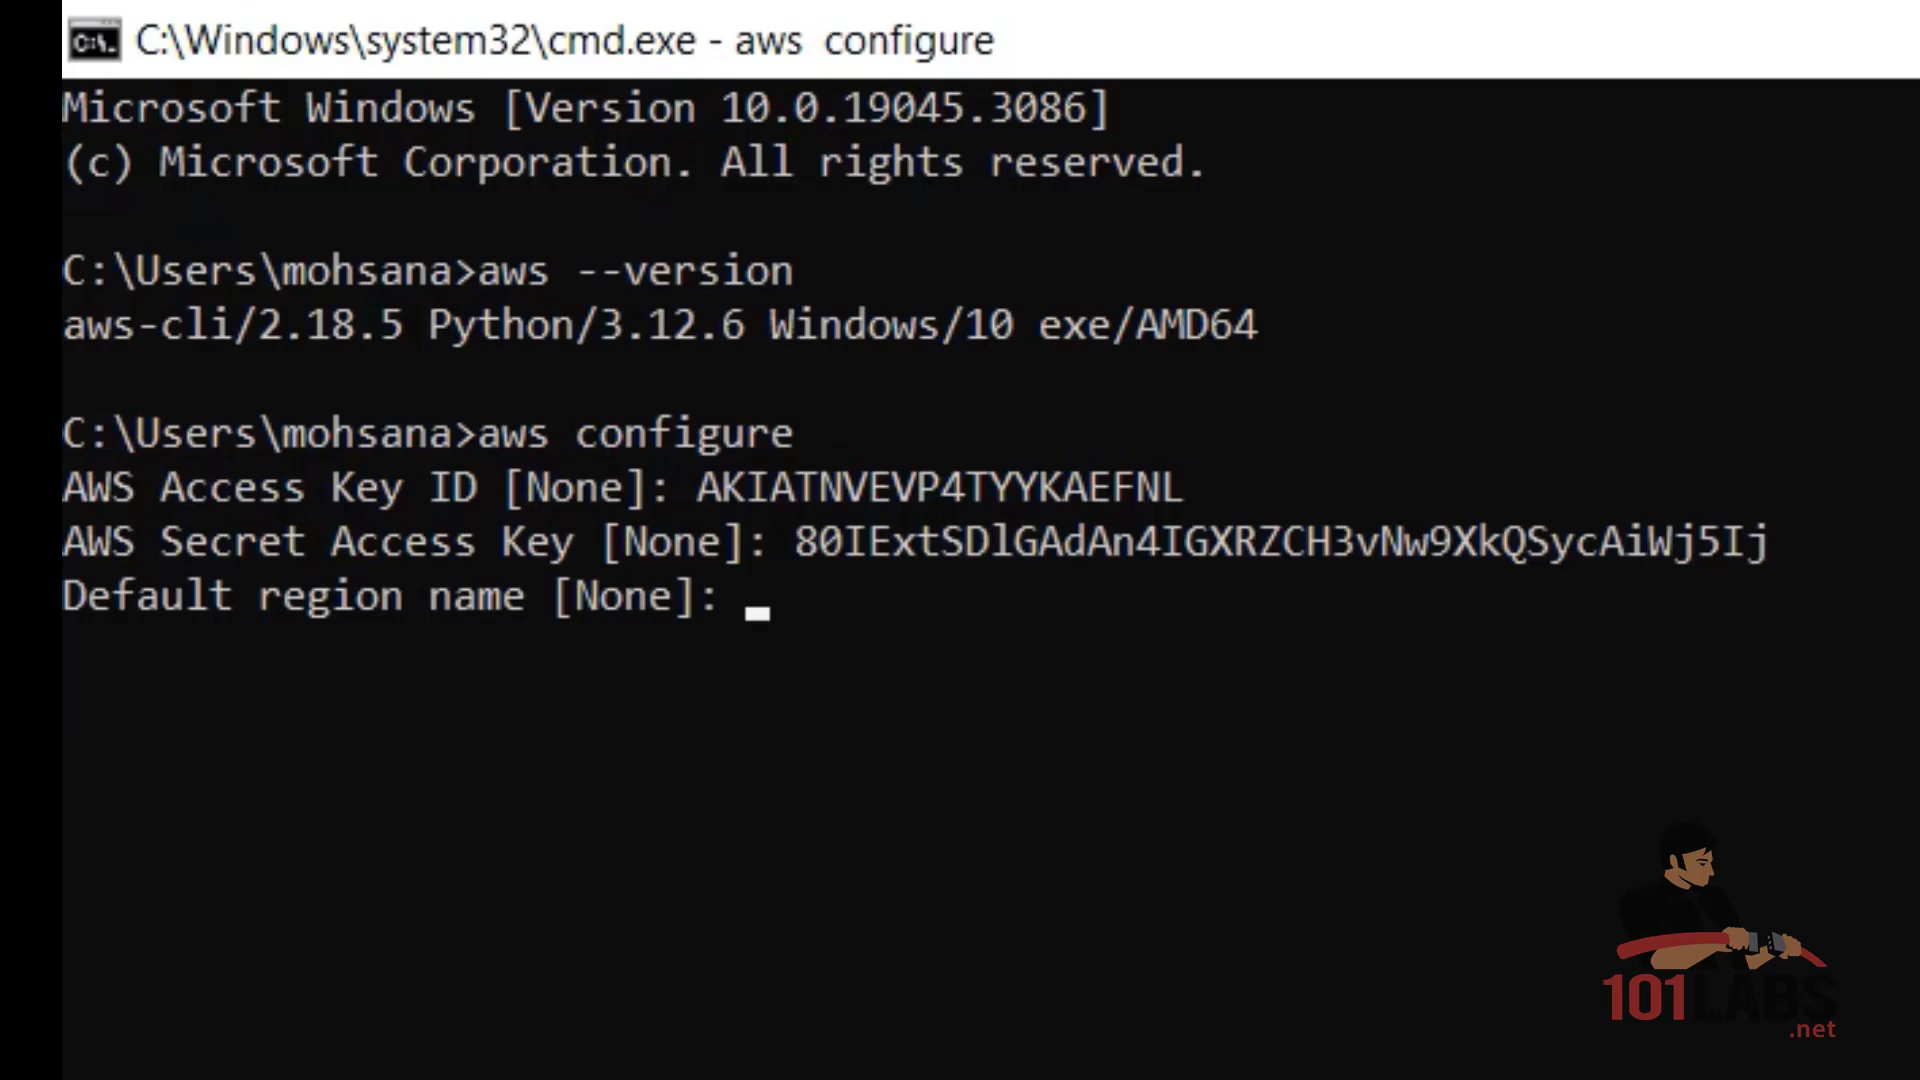 C:\Windows\system32\cmd.exe - aws  configure
Microsoft Windows [Version 10.0.19045.3086]
(c) Microsoft Corporation. All rights reserved.
C:\Users\mohsana>aws --version
aws-cli/2.18.5 Python/3.12.6 Windows/10 exe/AMD64
C:\Users\mohsana>aws configure
AWS Access Key ID [None]: AKIATNVEVP4TYYKAEFNL
AWS Secret Access Key [None]: 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
Default region name [None]:
101LABS
.net